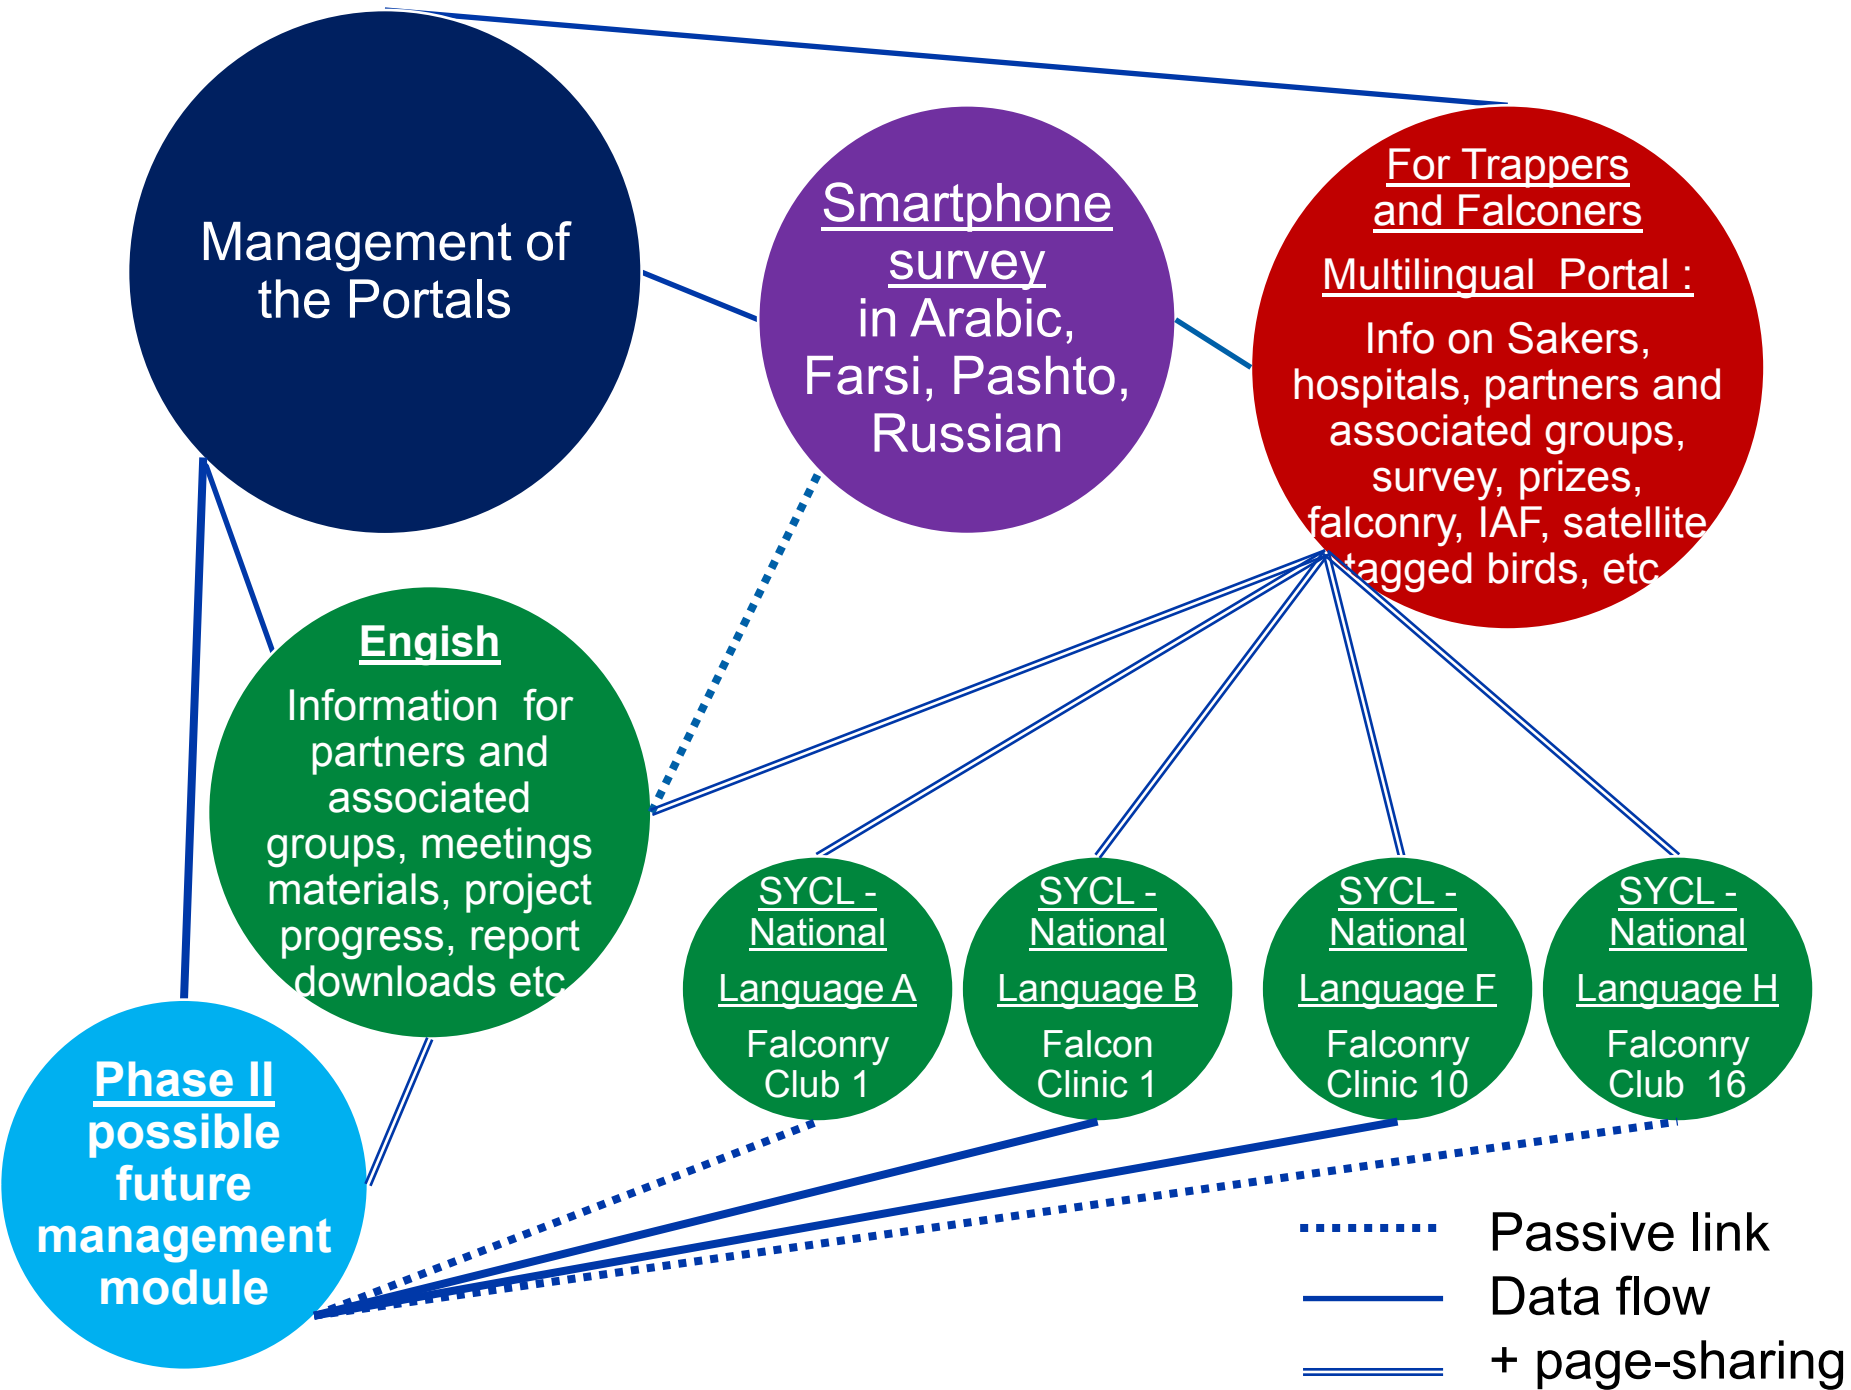 Management of
the Portals
Smartphone
survey
in Arabic,
Farsi, Pashto,
Russian
For Trappers
and Falconers
Multilingual Portal :
Info on Sakers,
hospitals, partners and
associated groups,
survey, prizes,
falconry, IAF, satellite
tagged birds, etc
Engish
Information for
partners and
associated
groups, meetings
materials, project
progress, report
downloads etc
Phase II
possible
future
management
module
SYCL -
National
Language A
Falconry
Club 1
SYCL -
National
Language B
Falcon
Clinic 1
SYCL -
National
Language F
Falconry
Clinic 10
SYCL -
National
Language H
Falconry
Club 16
Passive link
Data flow
+ page-sharing